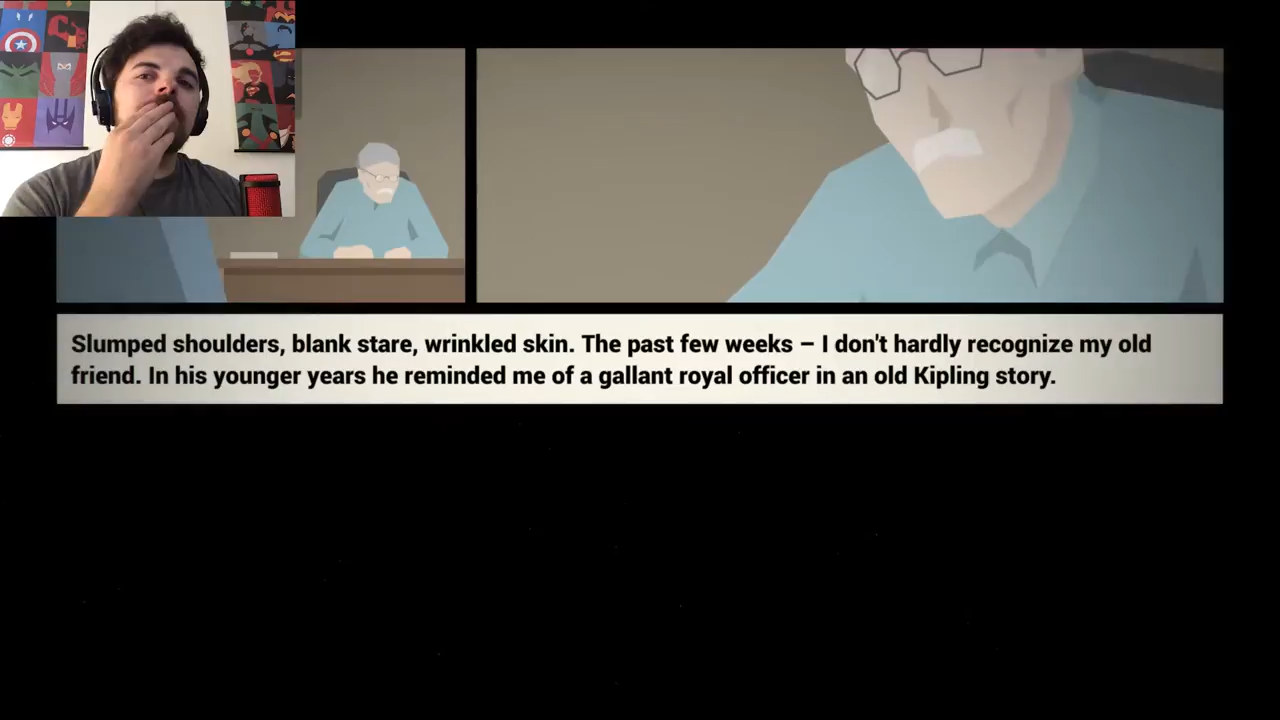 Slumped shoulders, blank stare, wrinkled skin. The past few weeks – I don't hardly recognize my old
friend. In his younger years he reminded me of a gallant royal officer in an old Kipling story.